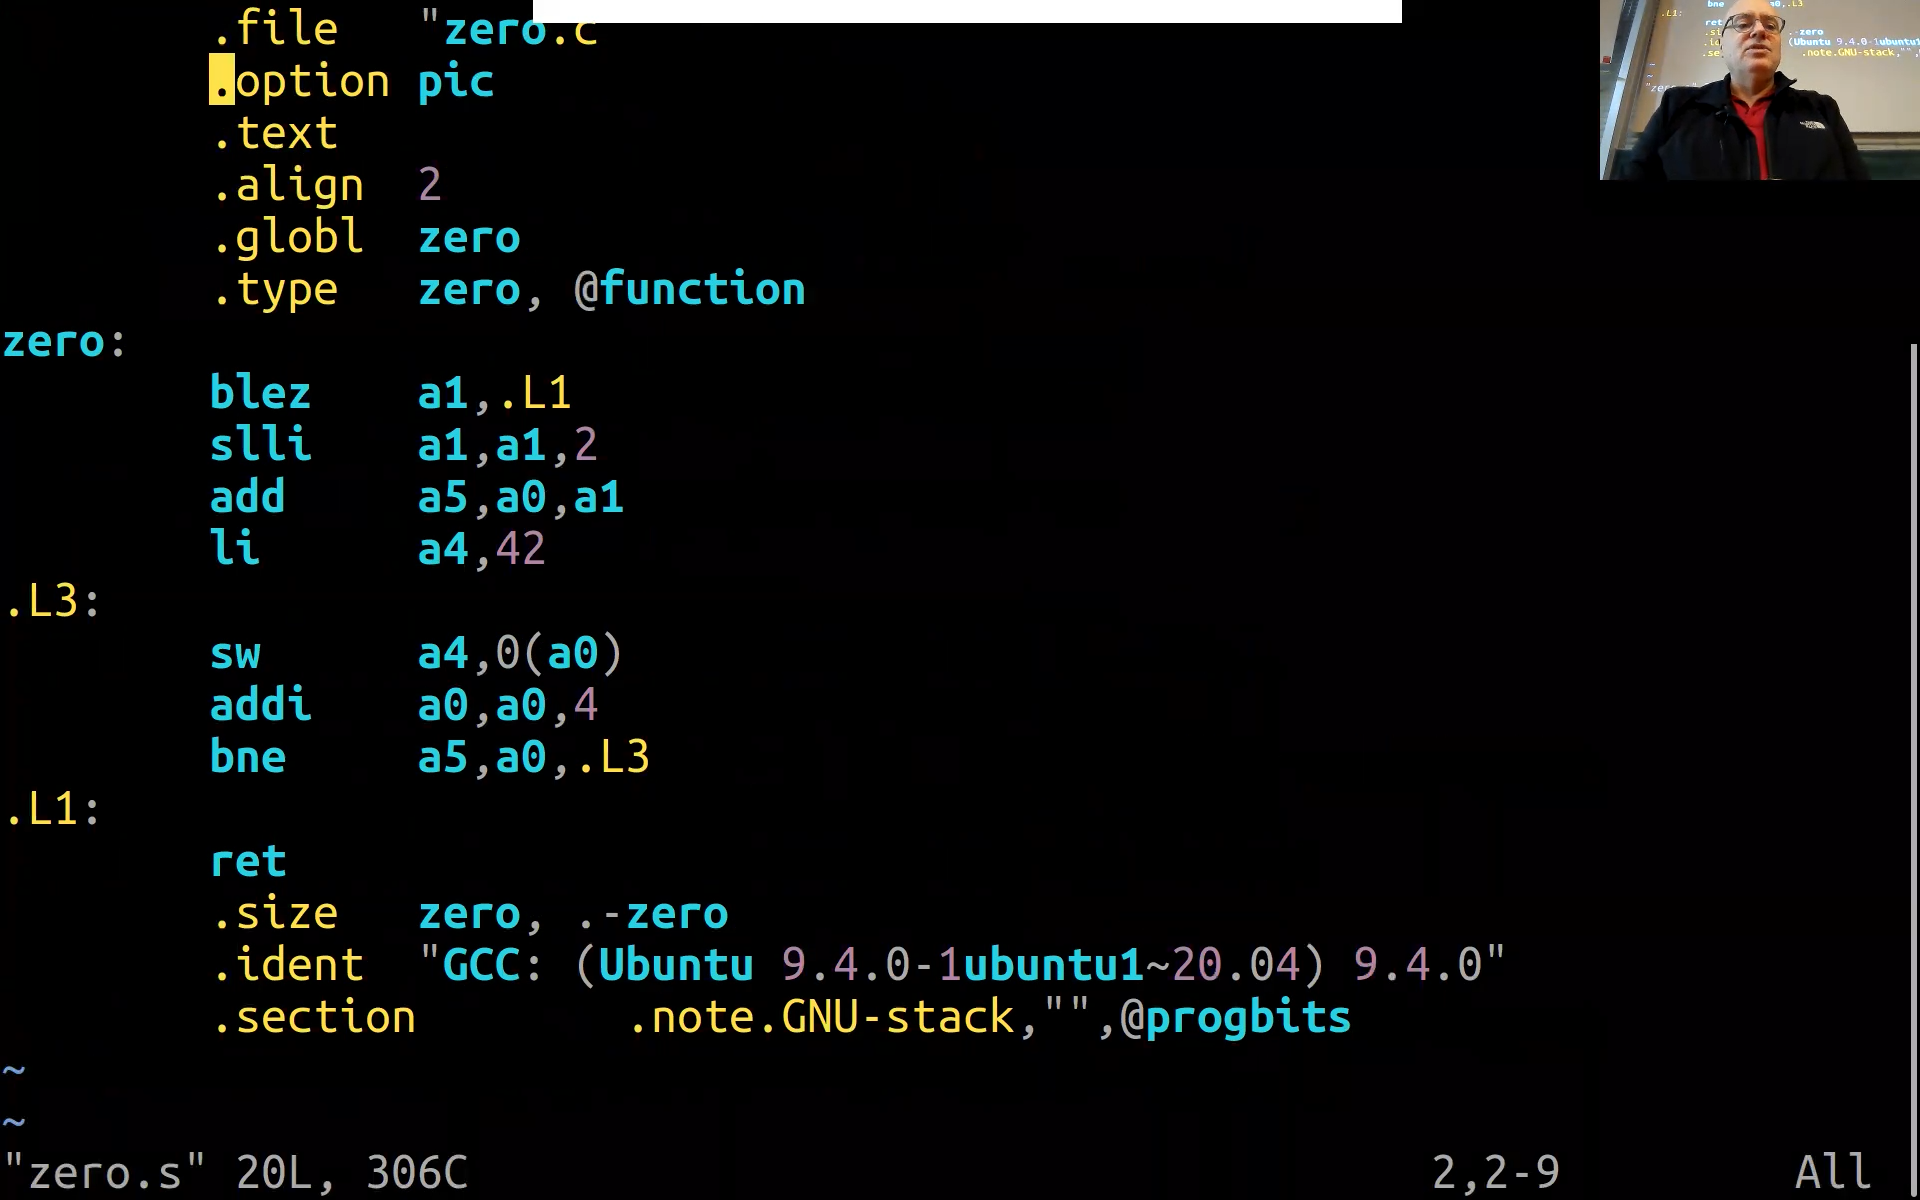 .file "zero.c
.option pic
.text
.align 2
.globl zero
.type zero, @function
zero:
blez a1,.L1
slli a1,a1,2
add a5,a0,a1
li a4,42
.L3:
sw a4,0(a0)
addi a0,a0,4
bne a5,a0,.L3
.L1:
ret
.size zero, .-zero
.ident "GCC: (Ubuntu 9.4.0-1ubuntu1~20.04) 9.4.0"
.section .note.GNU-stack,"",@progbits
~
~
"zero.s" 20L, 306C 2,2-9 All